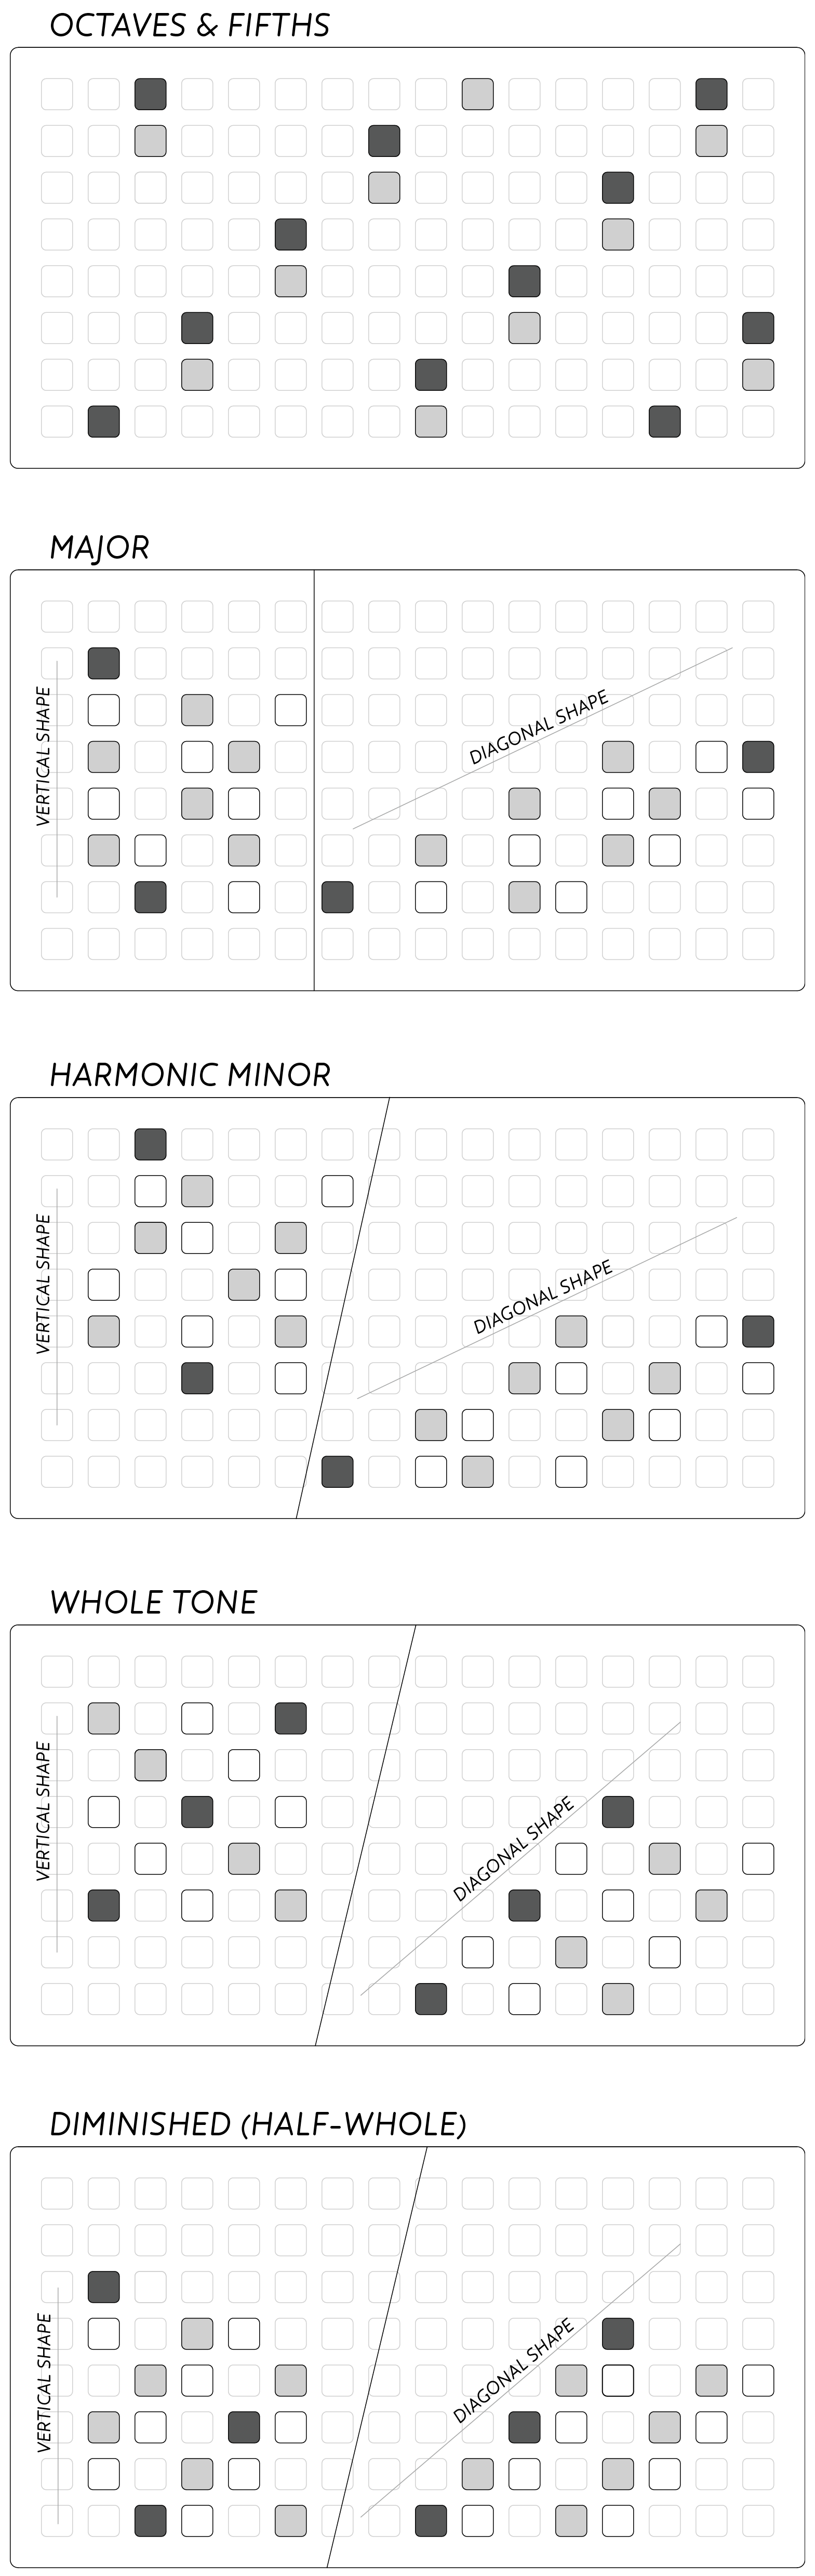 OCTAVES & FIFTHS
MAJOR
VERTICAL SHAPE
DIAGONAL SHAPE
HARMONIC MINOR
VERTICAL SHAPE
DIAGONAL SHAPE
WHOLE TONE
VERTICAL SHAPE
DIAGONAL SHAPE
DIMINISHED (HALF-WHOLE)
VERTICAL SHAPE
DIAGONAL SHAPE